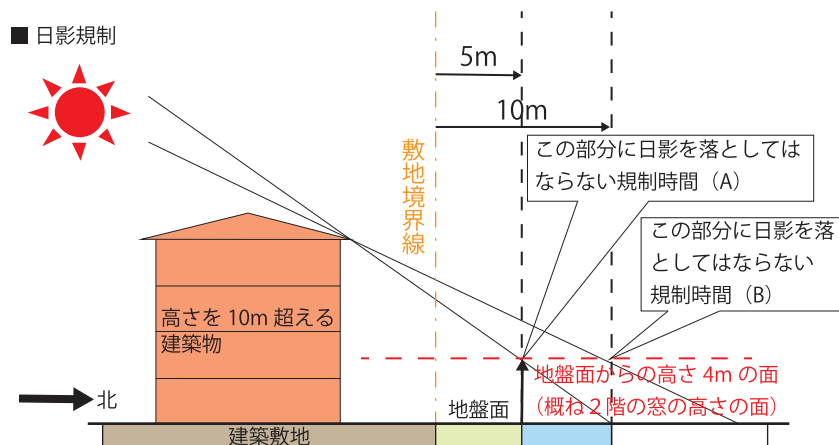 ■ 日影規制
5m
10m
敷地境界線
この部分に日影を落としては
ならない規制時間（A）
この部分に日影を落
としてはならない
規制時間（B）
高さを 10m 超える
建築物
地盤面からの高さ 4m の面
（概ね２階の窓の高さの面）
北
地盤面
建築敷地